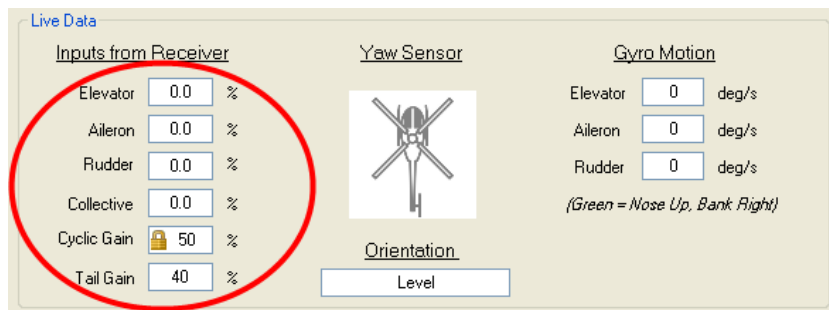 Live Data
Inputs from Receiver
Elevator 0.0 %
Aileron 0.0 %
Rudder 0.0 %
Collective 0.0 %
Cyclic Gain 50 %
Tail Gain 40 %
Yaw Sensor
Orientation
Level
Gyro Motion
Elevator 0 deg/s
Aileron 0 deg/s
Rudder 0 deg/s
(Green = Nose Up, Bank Right)